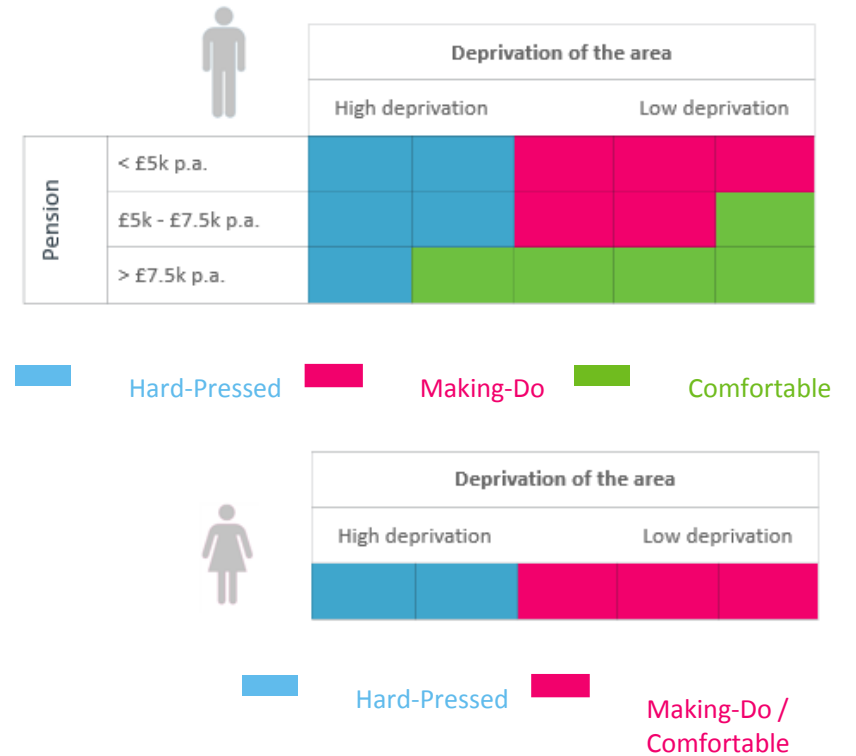 Deprivation of the area
High deprivation Low deprivation
Pension
< £5k p.a.
£5k - £7.5k p.a.
> £7.5k p.a.
Hard-Pressed Making-Do Comfortable
Deprivation of the area
High deprivation Low deprivation
Hard-Pressed Making-Do /
Comfortable